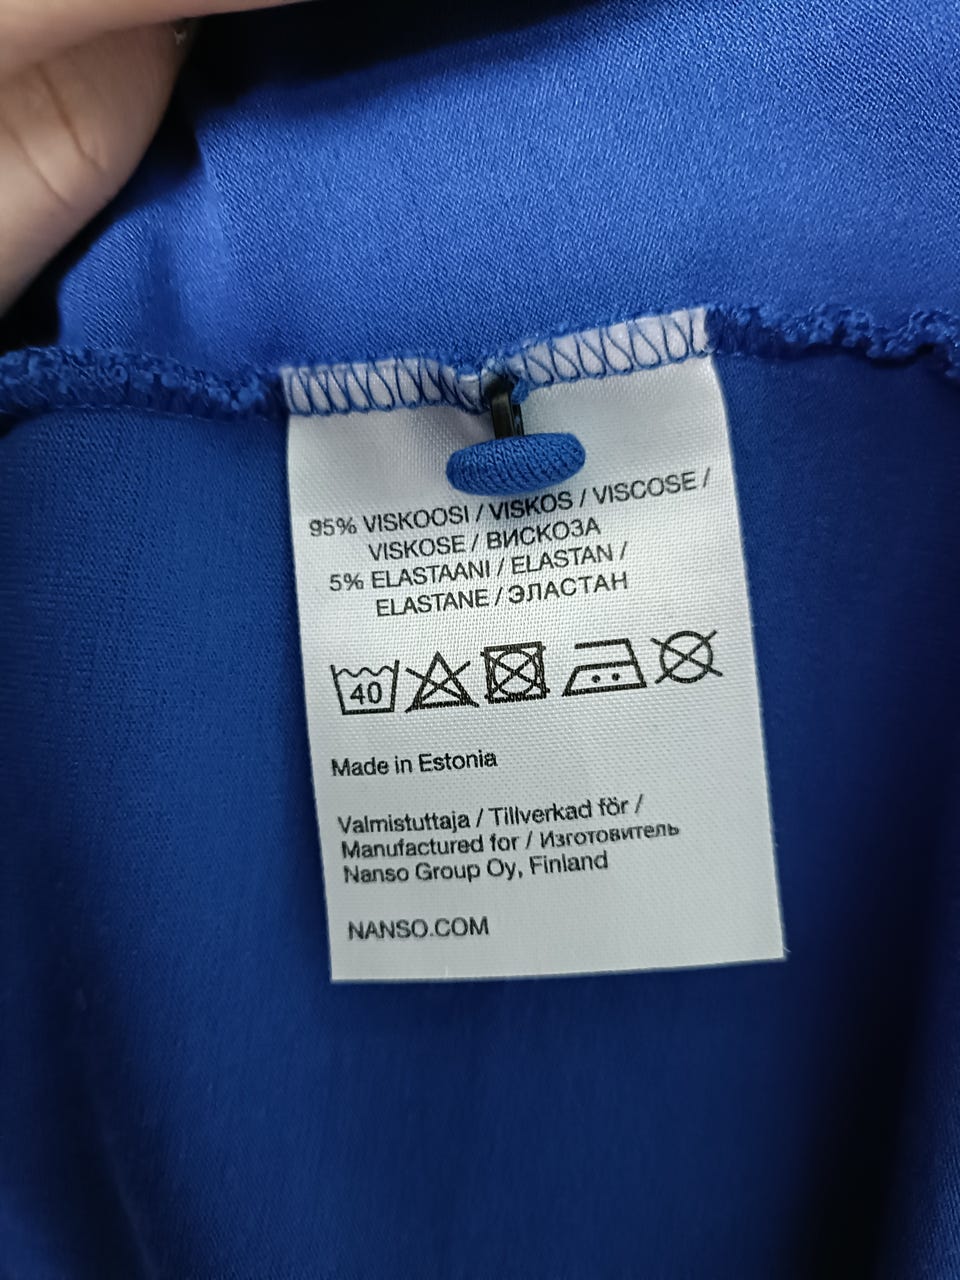 95% VISKOOSI / VISKOS / VISCOSE /
VISKOSE / ВИСКОЗА
5% ELASTAANI / ELASTAN /
ELASTANE / ЭЛАСТАН
40
Made in Estonia
Valmistuttaja / Tillverkad för /
Manufactured for / Изготовитель
Nanso Group Oy, Finland
NANSO.COM